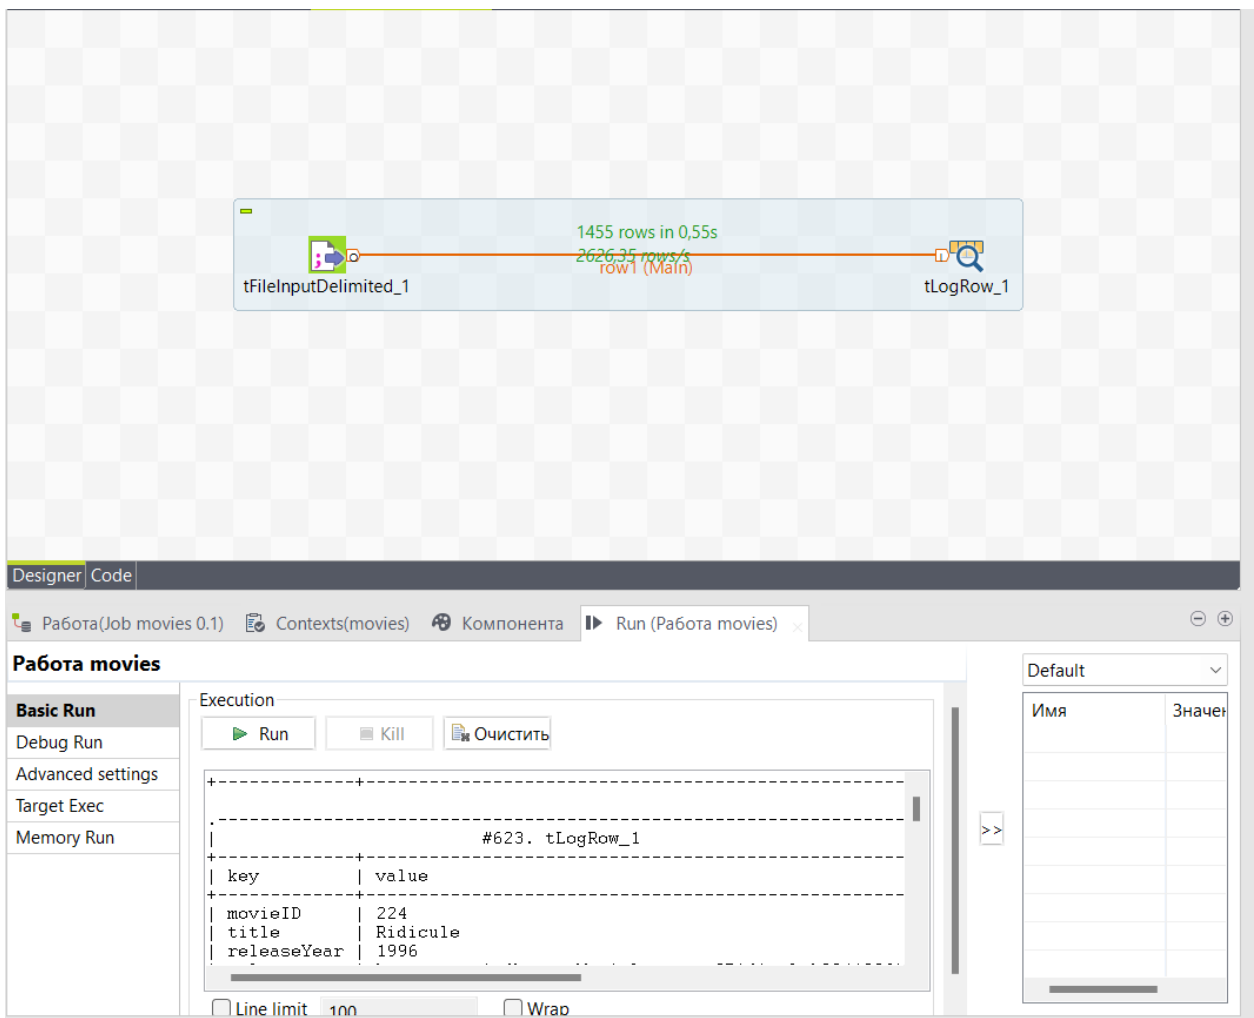 1455 rows in 0,55s
2626,35 rows/s
row1 (Main)
tFileInputDelimited_1
tLogRow_1
Designer
Code
Работа(Job movies 0.1)
Contexts(movies)
Компонента
Run (Работа movies)
Работа movies
Default
Basic Run
Debug Run
Advanced settings
Target Exec
Memory Run
Execution
Run
Kill
Очистить
#623. tLogRow_1
key | value
movieID | 224
title | Ridicule
releaseYear | 1996
Line limit
100
Wrap
>>
Имя
Значен